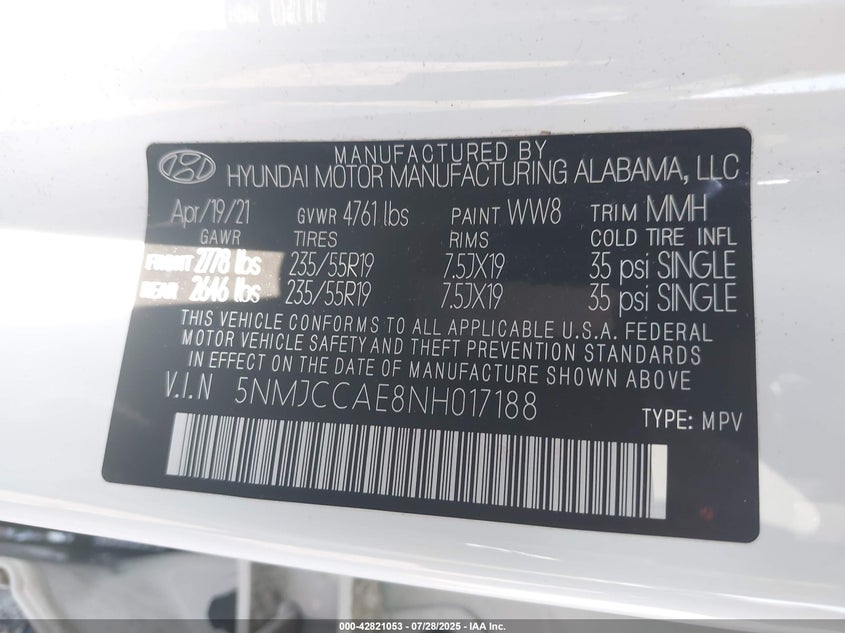 MANUFACTURED BY
HYUNDAI MOTOR MANUFACTURING ALABAMA, LLC
Apr/19/21 GVWR 4761 lbs PAINT WW8 TRIM MMH
GAWR TIRES RIMS COLD TIRE INFL
FRONT 2778 lbs 235/55R19 7.5JX19 35 psi SINGLE
REAR 2646 lbs 235/55R19 7.5JX19 35 psi SINGLE
THIS VEHICLE CONFORMS TO ALL APPLICABLE U.S.A. FEDERAL
MOTOR VEHICLE SAFETY AND THEFT PREVENTION STANDARDS
IN EFFECT ON THE DATE OF MANUFACTURE SHOWN ABOVE
V.I.N 5NMJCCAE8NH017188
TYPE: MPV
000-42821053 - 07/28/2025 - IAA Inc.